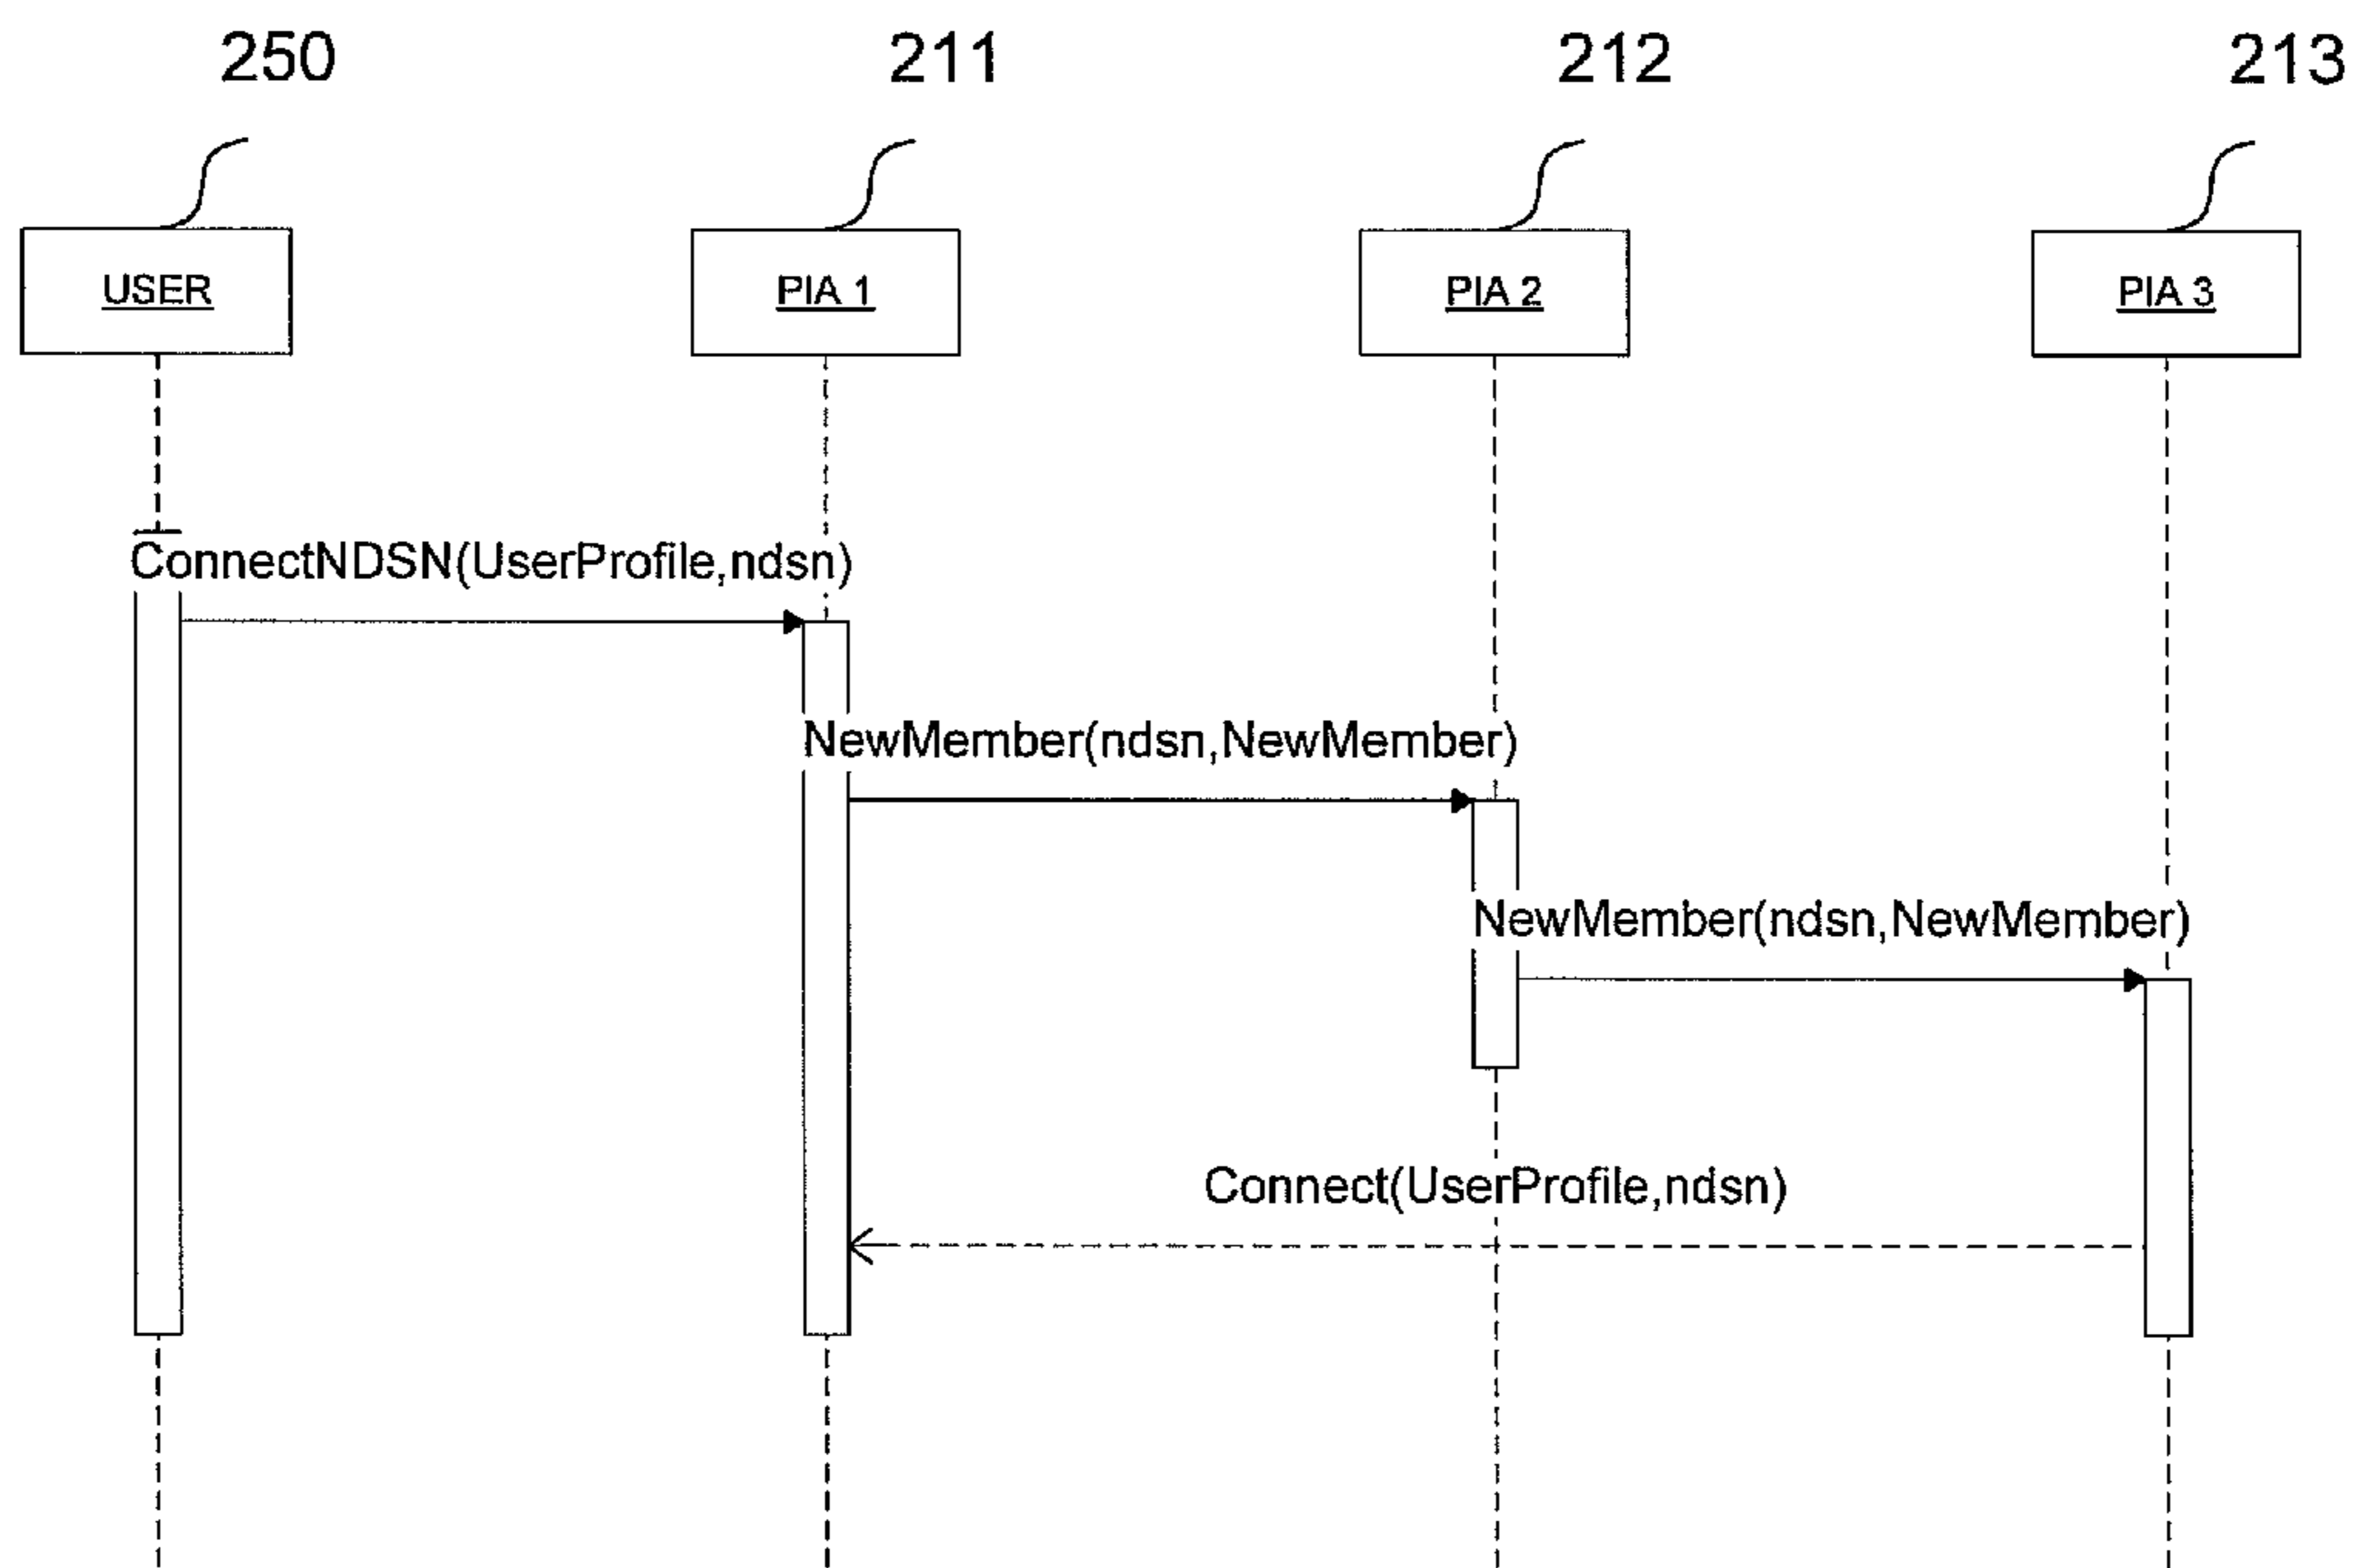 250 211 212 213
USER PIA 1 PIA 2 PIA 3
ConnectNDSN(UserProfile,ndsn)
NewMember(ndsn,NewMember)
NewMember(ndsn,NewMember)
Connect(UserProfile,ndsn)